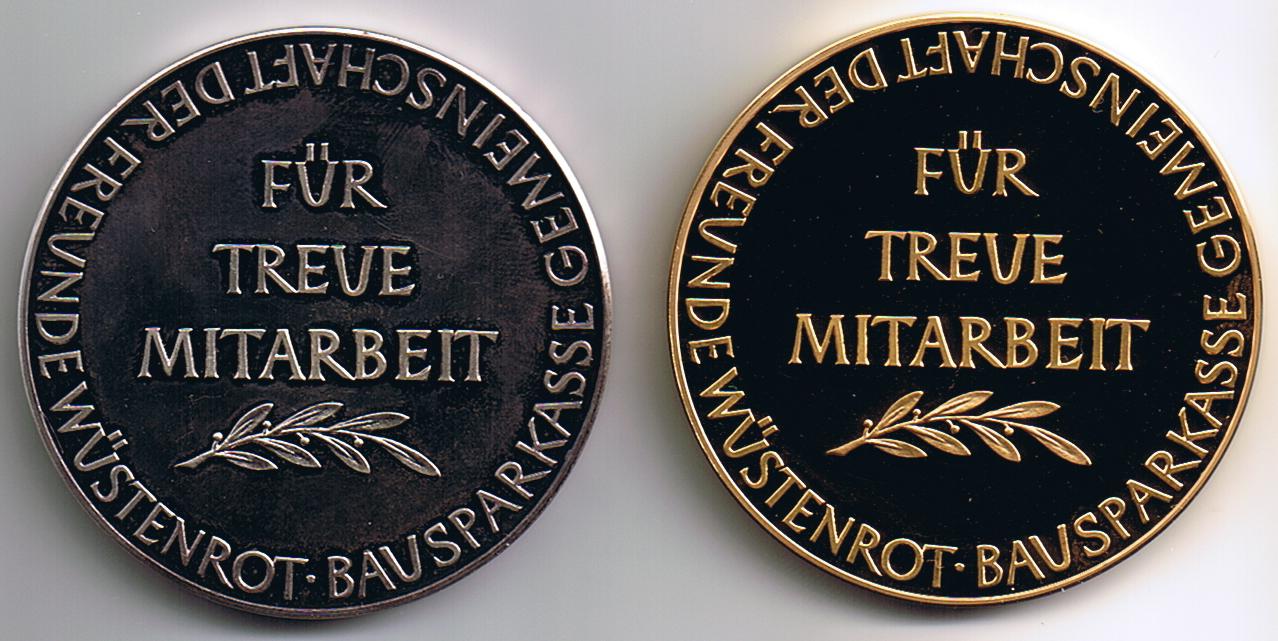 FÜR
TREUE
MITARBEIT
BAUSPARKASSE GEMEINSCHAFT DER FREUNDE WÜSTENROT ·
FÜR
TREUE
MITARBEIT
BAUSPARKASSE GEMEINSCHAFT DER FREUNDE WÜSTENROT ·